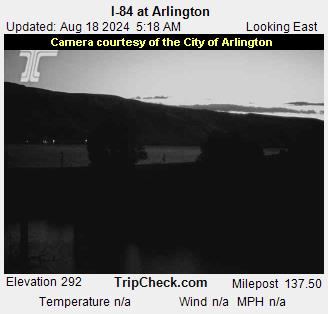 I-84 at Arlington
Updated: Aug 18 2024 5:18 AM Looking East
Camera courtesy of the City of Arlington
Elevation 292 TripCheck.com Milepost 137.50
Temperature n/a Wind n/a MPH n/a